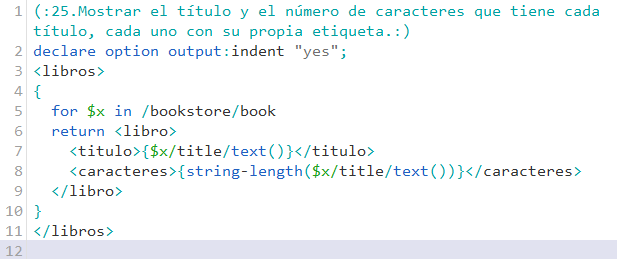 1 (:25.Mostrar el título y el número de caracteres que tiene cada
título, cada uno con su propia etiqueta.:)
2 declare option output:indent "yes";
3 <libros>
4 {
5   for $x in /bookstore/book
6   return <libro>
7     <titulo>{$x/title/text()}</titulo>
8     <caracteres>{string-length($x/title/text())}</caracteres>
9   </libro>
10 }
11 </libros>
12